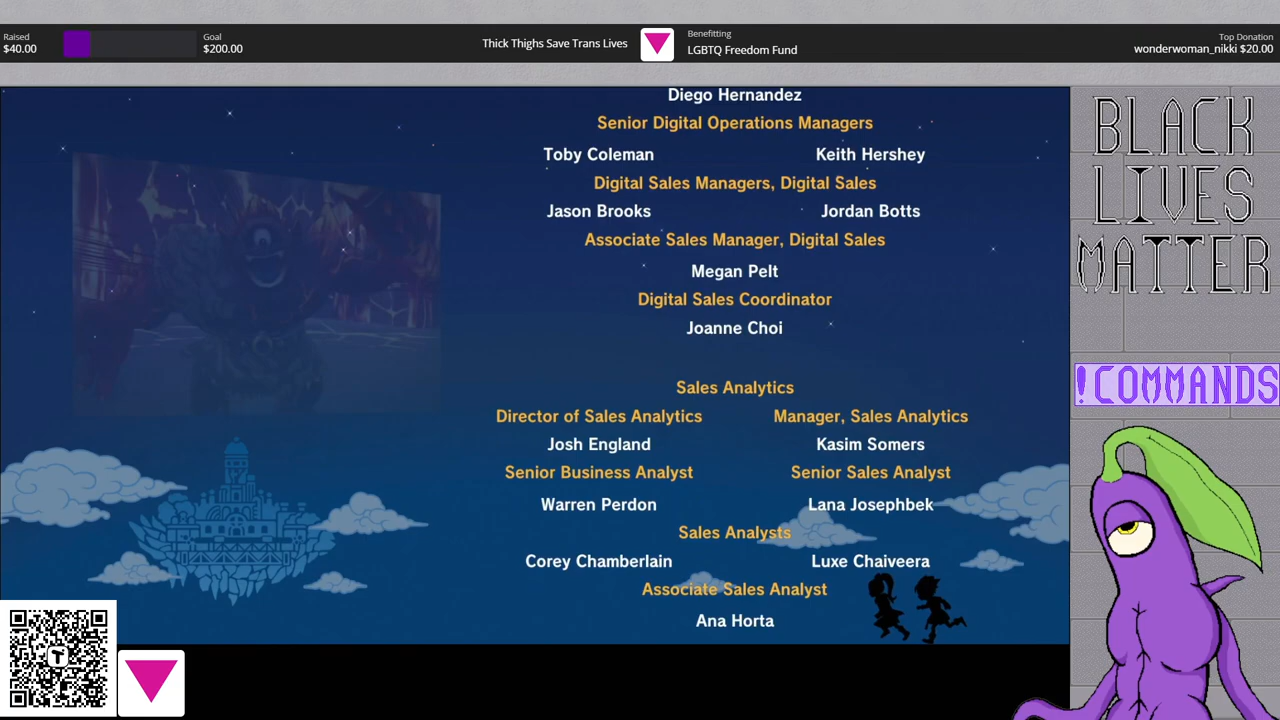 Raised
$40.00
Goal
$200.00
Thick Thighs Save Trans Lives
Benefitting
LGBTQ Freedom Fund
Top Donation
wonderwoman_nikki $20.00
Diego Hernandez
Senior Digital Operations Managers
Toby Coleman Keith Hershey
Digital Sales Managers, Digital Sales
Jason Brooks Jordan Botts
Associate Sales Manager, Digital Sales
Megan Pelt
Digital Sales Coordinator
Joanne Choi
Sales Analytics
Director of Sales Analytics Manager, Sales Analytics
Josh England Kasim Somers
Senior Business Analyst Senior Sales Analyst
Warren Perdon Lana Josephbek
Sales Analysts
Corey Chamberlain Luxe Chaiveera
Associate Sales Analyst
Ana Horta
BLACK
LIVES
MATTER
!COMMANDS
T